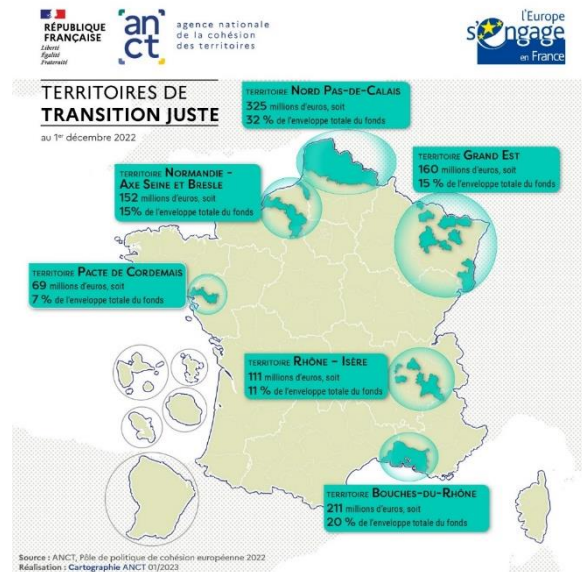 RÉPUBLIQUE
FRANÇAISE
Liberté
Égalité
Fraternité
an
ct
agence nationale
de la cohésion
des territoires
l'Europe
s'engage
en France
TERRITOIRES DE
TRANSITION JUSTE
au 1er décembre 2022
TERRITOIRE NORD PAS-DE-CALAIS
325 millions d'euros, soit
32 % de l'enveloppe totale du fonds
TERRITOIRE NORMANDIE –
AXE SEINE ET BRESLE
152 millions d'euros, soit
15% de l'enveloppe totale du fonds
TERRITOIRE GRAND EST
160 millions d'euros, soit
15 % de l'enveloppe totale du fonds
TERRITOIRE PACTE DE CORDEMAIS
69 millions d'euros, soit
7 % de l'enveloppe totale du fonds
TERRITOIRE RHÔNE – ISÈRE
111 millions d'euros, soit
11 % de l'enveloppe totale du fonds
TERRITOIRE BOUCHES-DU-RHÔNE
211 millions d'euros, soit
20 % de l'enveloppe totale du fonds
Source : ANCT, Pôle de politique de cohésion européenne 2022
Réalisation : Cartographie ANCT 01/2023